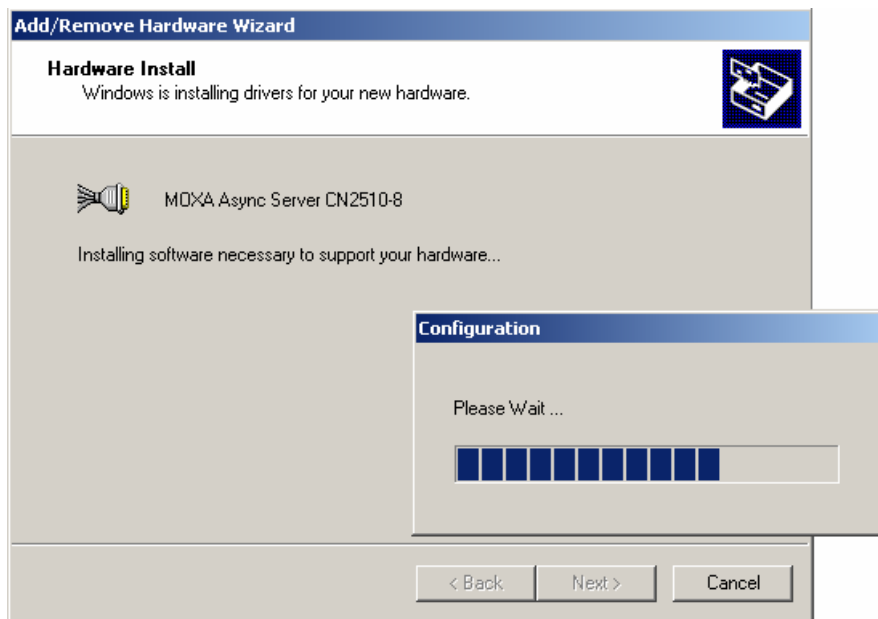 Add/Remove Hardware Wizard
Hardware Install
Windows is installing drivers for your new hardware.
MOXA Async Server CN2510-8
Installing software necessary to support your hardware...
Configuration
Please Wait ...
< Back
Next >
Cancel